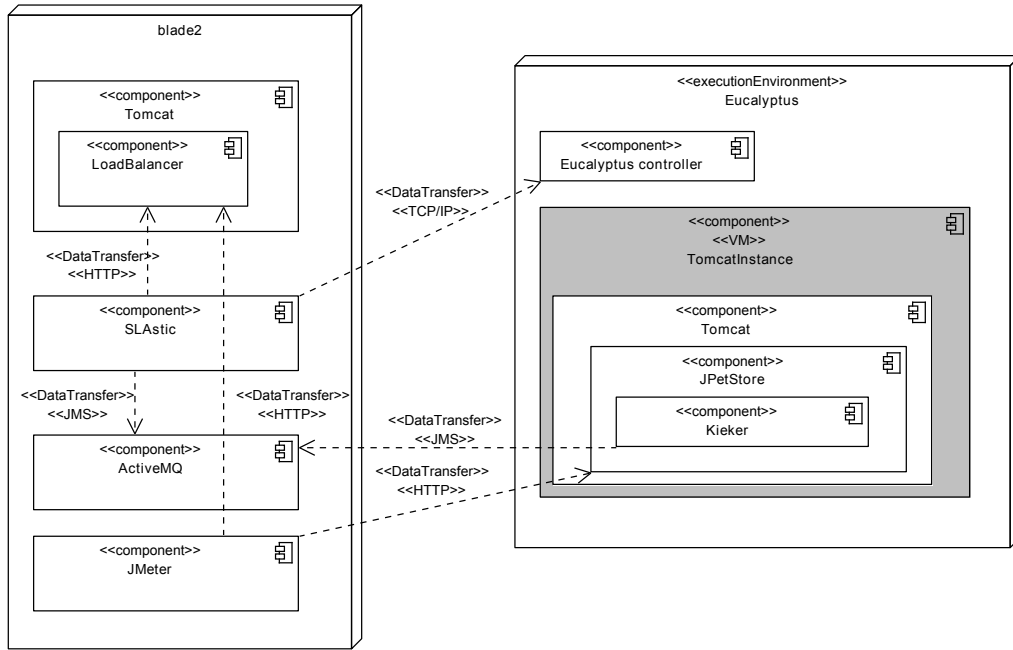 blade2
<<component>>
Tomcat
<<component>>
LoadBalancer
<<DataTransfer>>
<<HTTP>>
<<component>>
SLAstic
<<DataTransfer>>
<<JMS>>
<<DataTransfer>>
<<HTTP>>
<<component>>
ActiveMQ
<<component>>
JMeter
<<DataTransfer>>
<<TCP/IP>>
<<DataTransfer>>
<<JMS>>
<<DataTransfer>>
<<HTTP>>
<<executionEnvironment>>
Eucalyptus
<<component>>
Eucalyptus controller
<<component>>
<<VM>>
TomcatInstance
<<component>>
Tomcat
<<component>>
JPetStore
<<component>>
Kieker